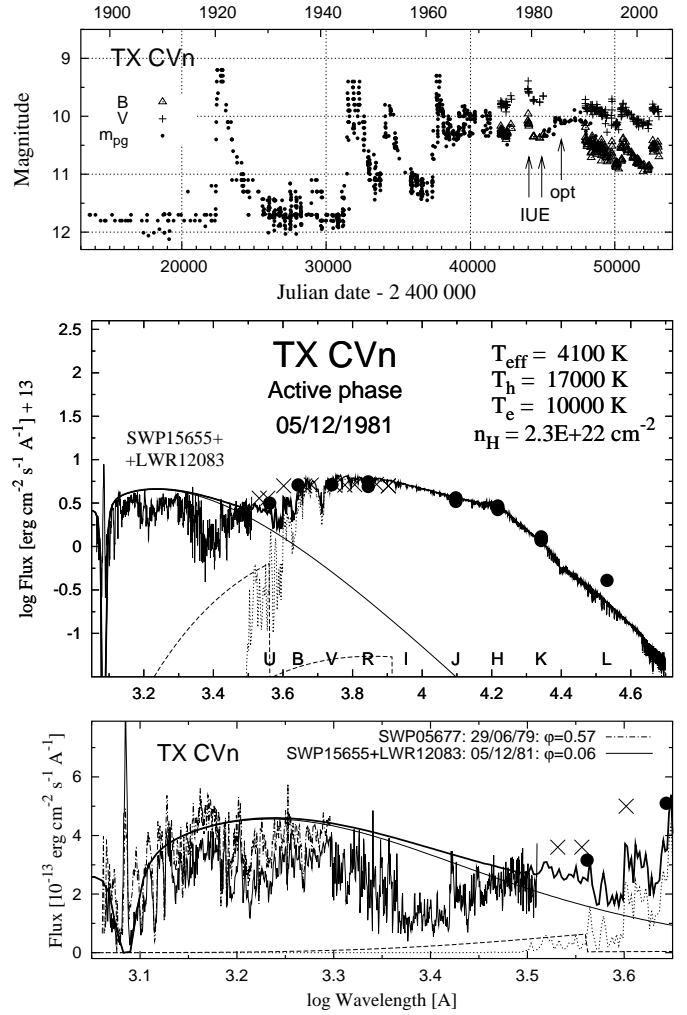 1900 1920 1940 1960 1980 2000
TX CVn
B
V
m_pg
9
10
11
12
Magnitude
IUE
opt
20000 30000 40000 50000
Julian date - 2 400 000
TX CVn
Active phase
05/12/1981
T_eff = 4100 K
T_h = 17000 K
T_e = 10000 K
n_H = 2.3E+22 cm^-2
SWP15655+
+LWR12083
2.5
2
1.5
1
0.5
0
-0.5
-1
log Flux [erg cm^-2 s^-1 A^-1] + 13
U B V R I J H K L
3.2 3.4 3.6 3.8 4 4.2 4.4 4.6
TX CVn
SWP05677: 29/06/79: φ=0.57
SWP15655+LWR12083: 05/12/81: φ=0.06
6
4
2
0
Flux [10^-13 erg cm^-2 s^-1 A^-1]
3.1 3.2 3.3 3.4 3.5 3.6
log Wavelength [A]